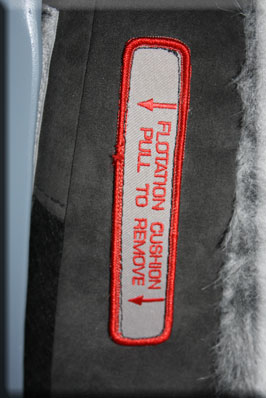 FLOTATION CUSHION
PULL TO REMOVE